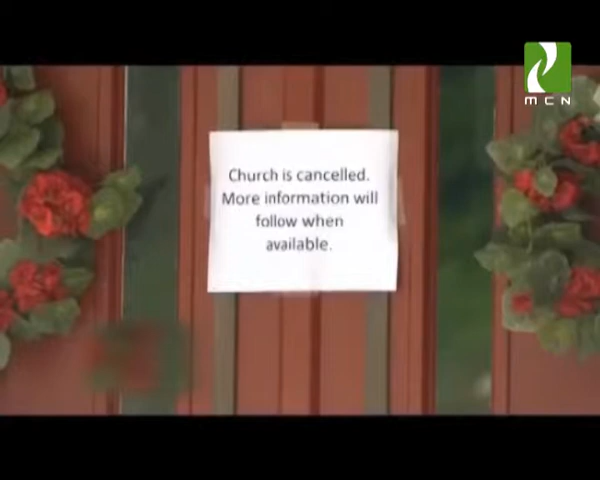 MCN
Church is cancelled.
More information will
follow when
available.